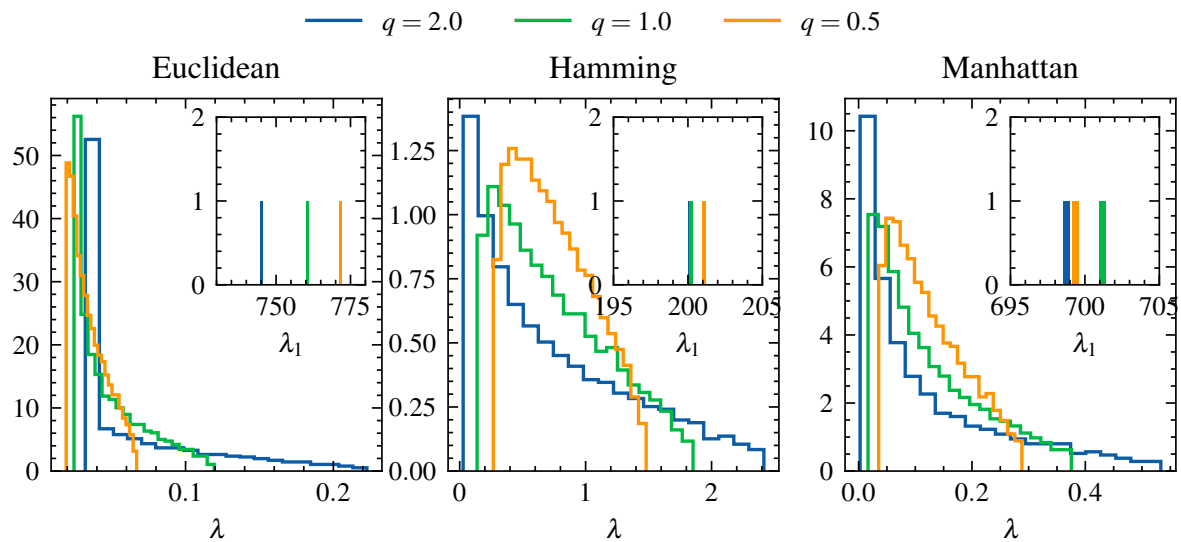 q = 2.0 q = 1.0 q = 0.5
Euclidean Hamming Manhattan
0 10 20 30 40 50
0.1 0.2
λ
0 1 2
750 775
λ₁
0.00 0.25 0.50 0.75 1.00 1.25
0 1 2
λ
0 1 2
195 200 205
λ₁
0 2 4 6 8 10
0.0 0.2 0.4
λ
0 1 2
695 700 705
λ₁